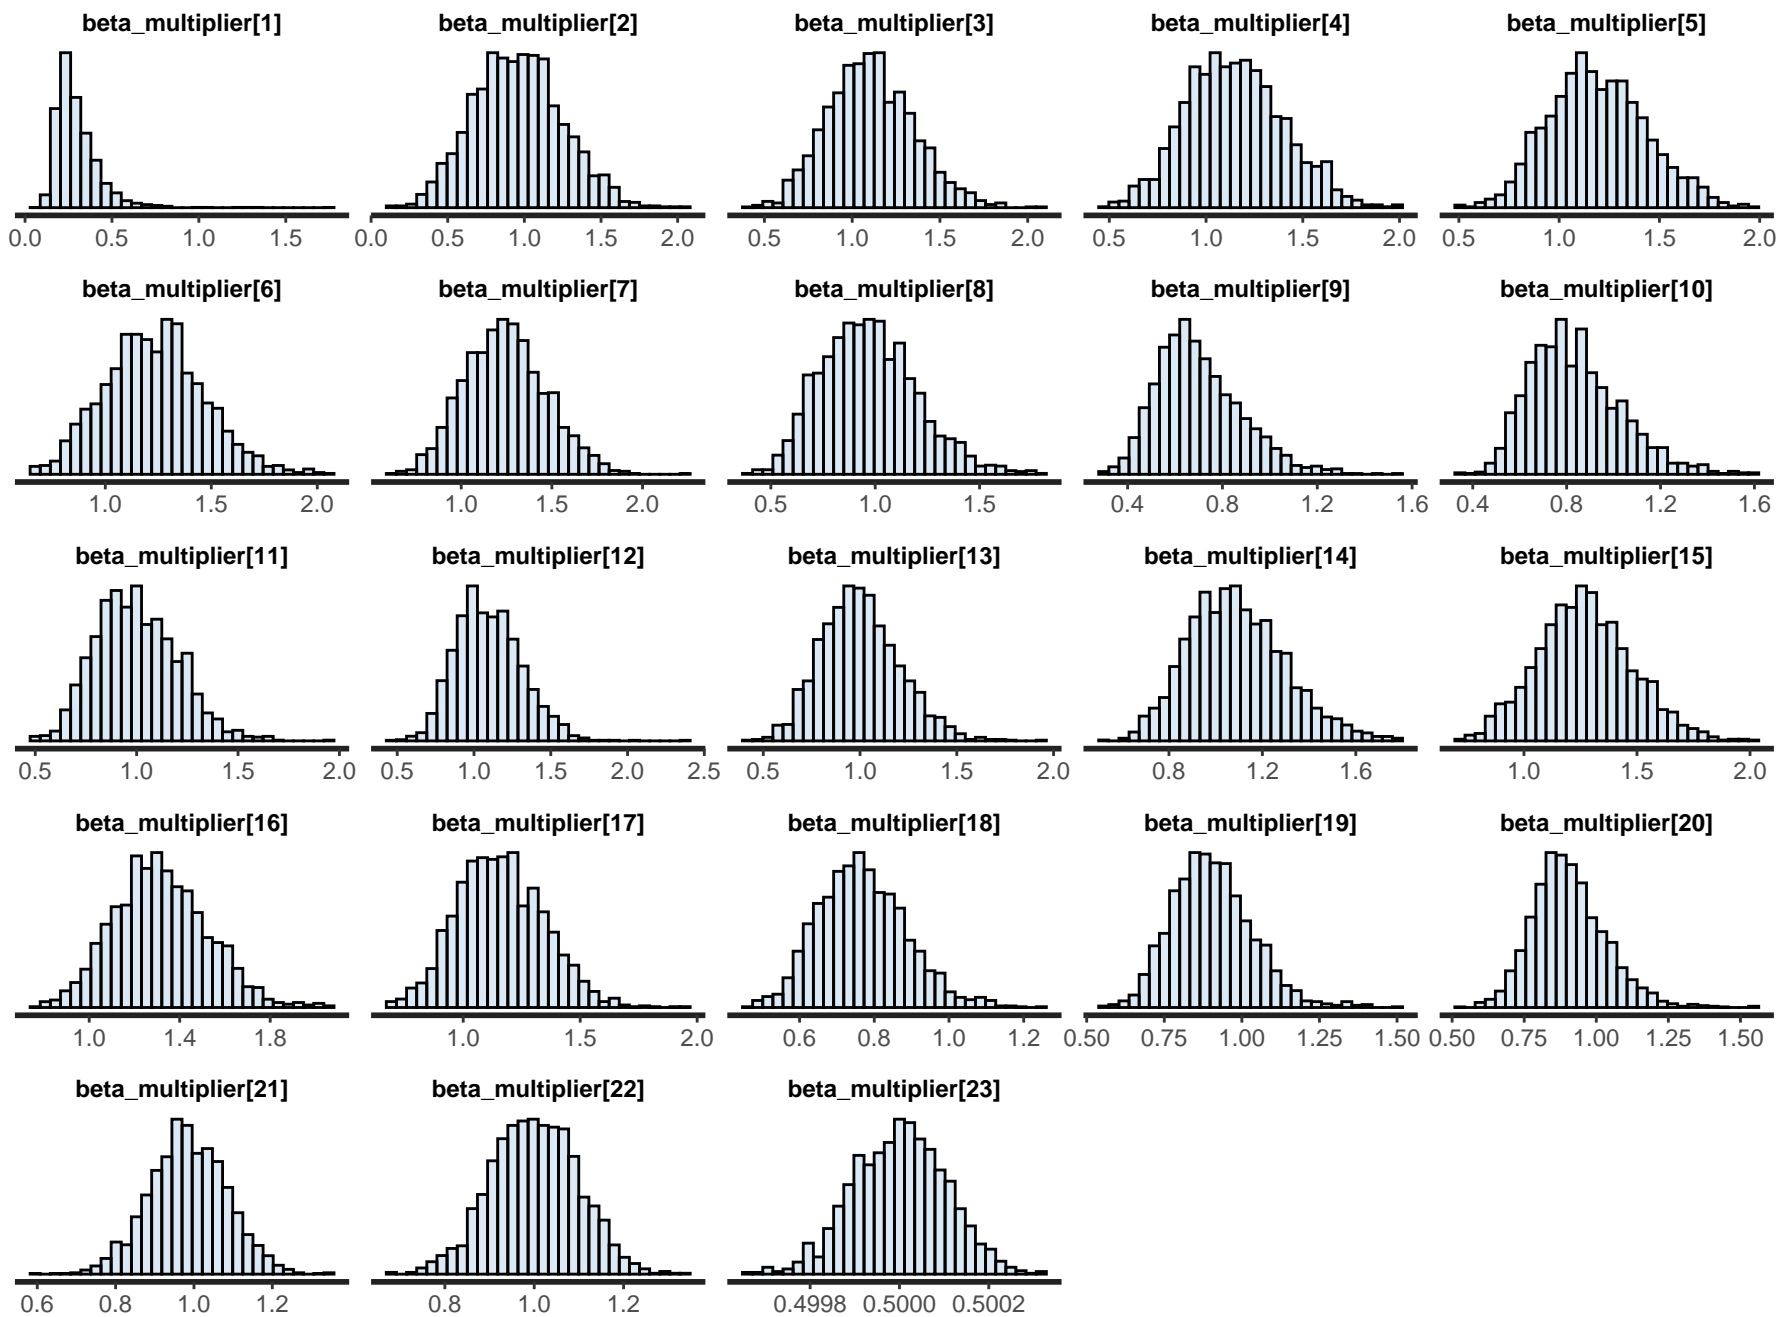 beta_multiplier[1] beta_multiplier[2] beta_multiplier[3] beta_multiplier[4] beta_multiplier[5]
0.0 0.5 1.0 1.5 0.0 0.5 1.0 1.5 2.0 0.5 1.0 1.5 2.0 0.5 1.0 1.5 2.0 0.5 1.0 1.5 2.0
beta_multiplier[6] beta_multiplier[7] beta_multiplier[8] beta_multiplier[9] beta_multiplier[10]
1.0 1.5 2.0 1.0 1.5 2.0 0.5 1.0 1.5 0.4 0.8 1.2 1.6 0.4 0.8 1.2 1.6
beta_multiplier[11] beta_multiplier[12] beta_multiplier[13] beta_multiplier[14] beta_multiplier[15]
0.5 1.0 1.5 2.0 0.5 1.0 1.5 2.0 2.5 0.5 1.0 1.5 2.0 0.8 1.2 1.6 1.0 1.5 2.0
beta_multiplier[16] beta_multiplier[17] beta_multiplier[18] beta_multiplier[19] beta_multiplier[20]
1.0 1.4 1.8 1.0 1.5 2.0 0.6 0.8 1.0 1.2 0.50 0.75 1.00 1.25 1.50 0.50 0.75 1.00 1.25 1.50
beta_multiplier[21] beta_multiplier[22] beta_multiplier[23]
0.6 0.8 1.0 1.2 0.8 1.0 1.2 0.4998 0.5000 0.5002